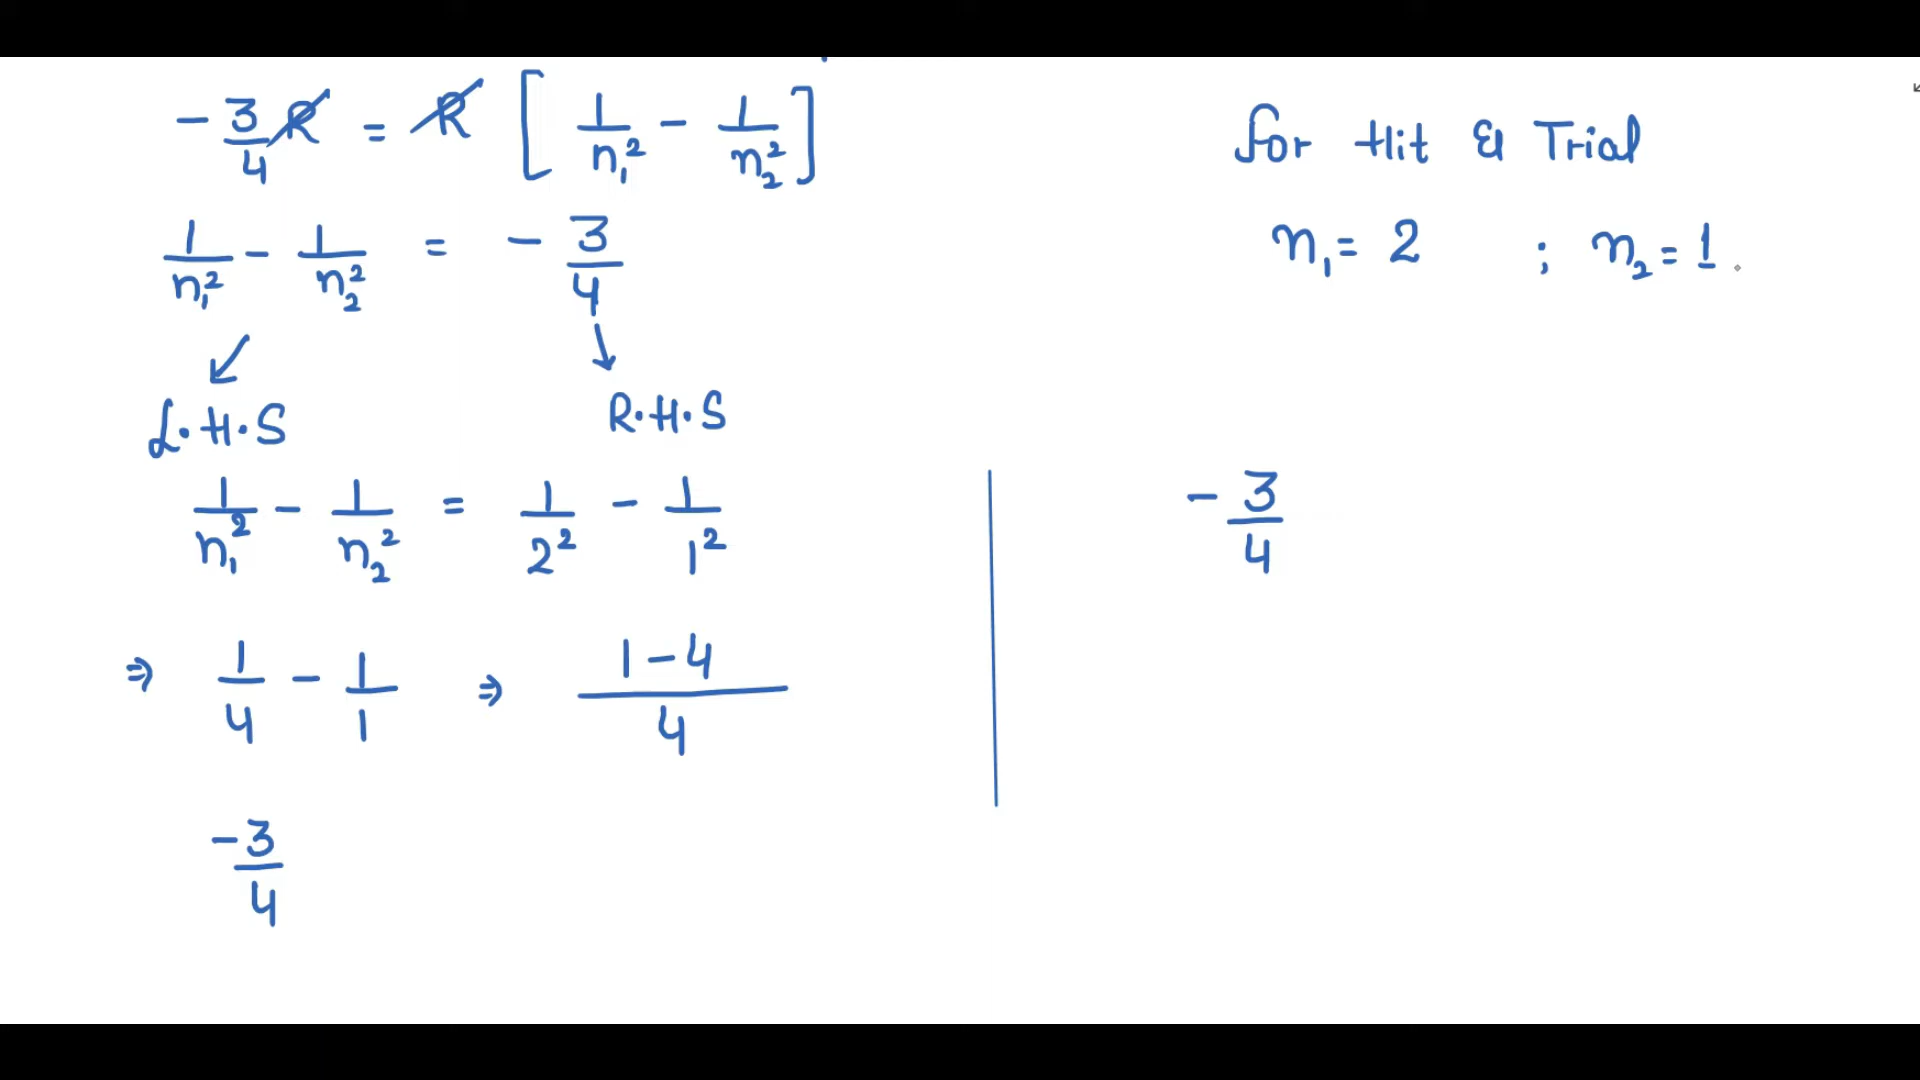 - 3/4 R = R [ 1/n₁² - 1/n₂² ]
for Hit & Trial
1/n₁² - 1/n₂² = - 3/4
n₁ = 2 ; n₂ = 1
L.H.S
R.H.S
1/n₁² - 1/n₂² = 1/2² - 1/1²
- 3/4
⇒ 1/4 - 1/1 ⇒ 1-4/4
-3/4